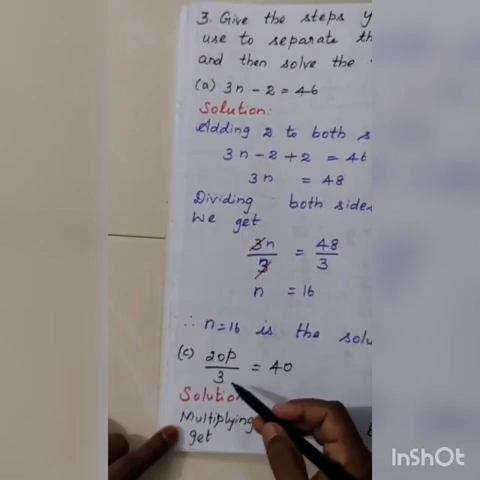 3. Give the steps
use to separate
and then solve the
(a) 3n - 2 = 46
Solution:
Adding 2 to both
3n - 2 + 2 = 46
3n = 48
Dividing both sides
We get
3n/3 = 48/3
n = 16
∴ n=16 is the
(c) 20p/3 = 40
Solution
Multiplying
get
InShOt